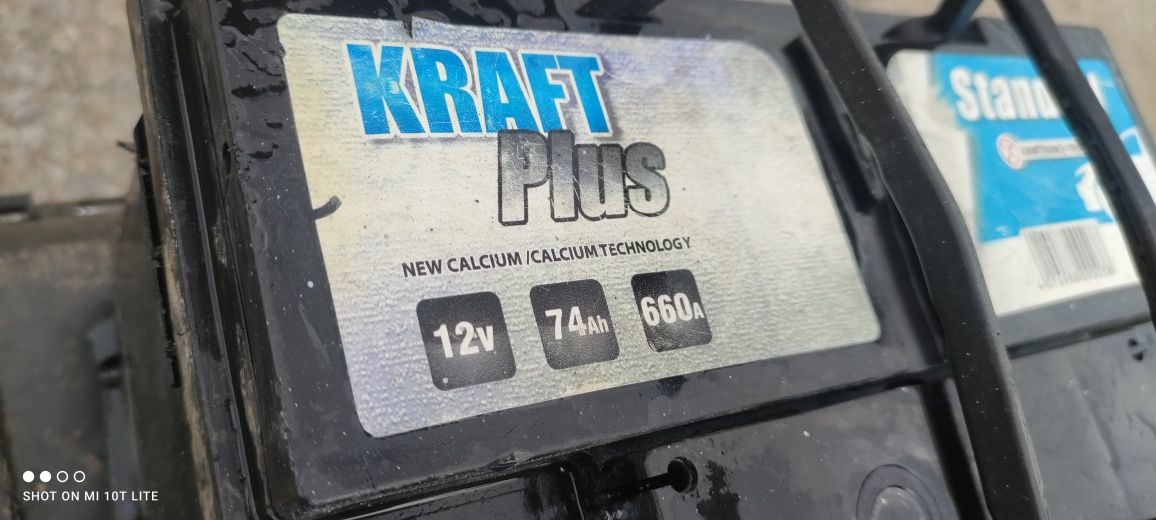 KRAFT
Plus
NEW CALCIUM /CALCIUM TECHNOLOGY
12V
74Ah
660A
SHOT ON MI 10T LITE